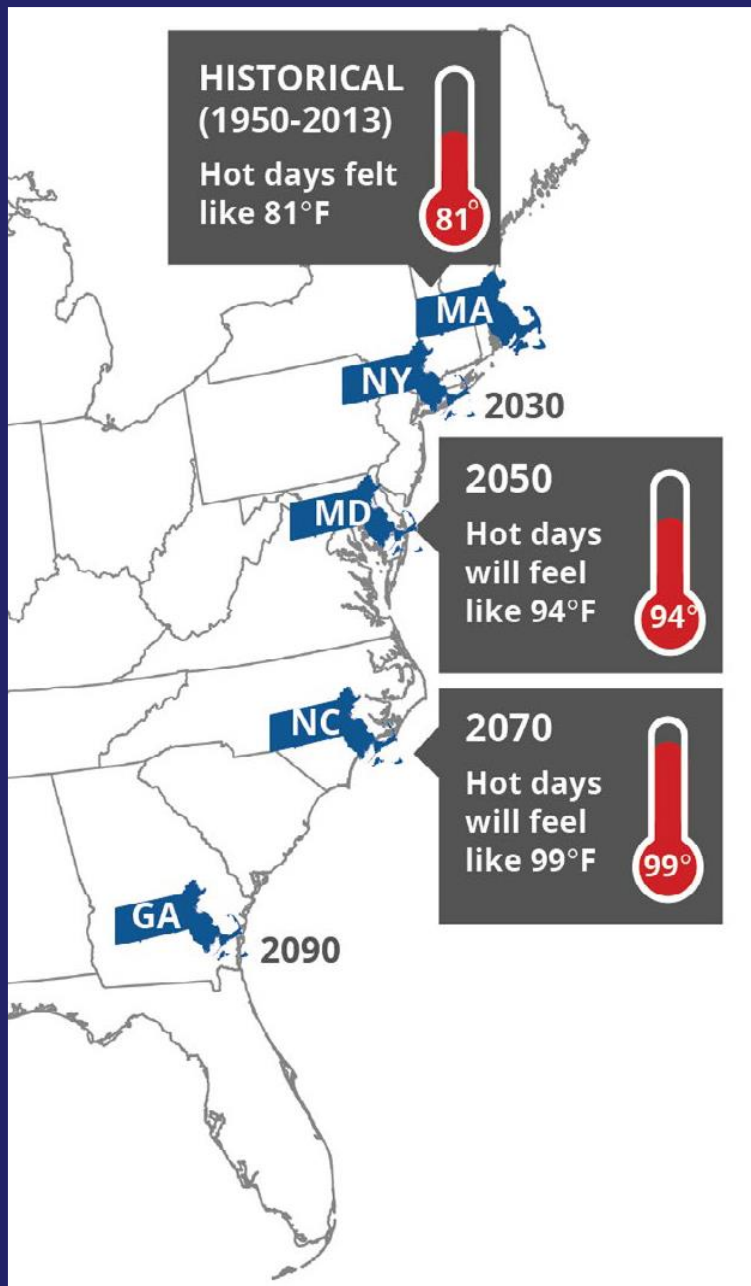 HISTORICAL
(1950-2013)
Hot days felt
like 81°F
81°
MA
NY
2030
MD
2050
Hot days
will feel
like 94°F
94°
NC
2070
Hot days
will feel
like 99°F
99°
GA
2090